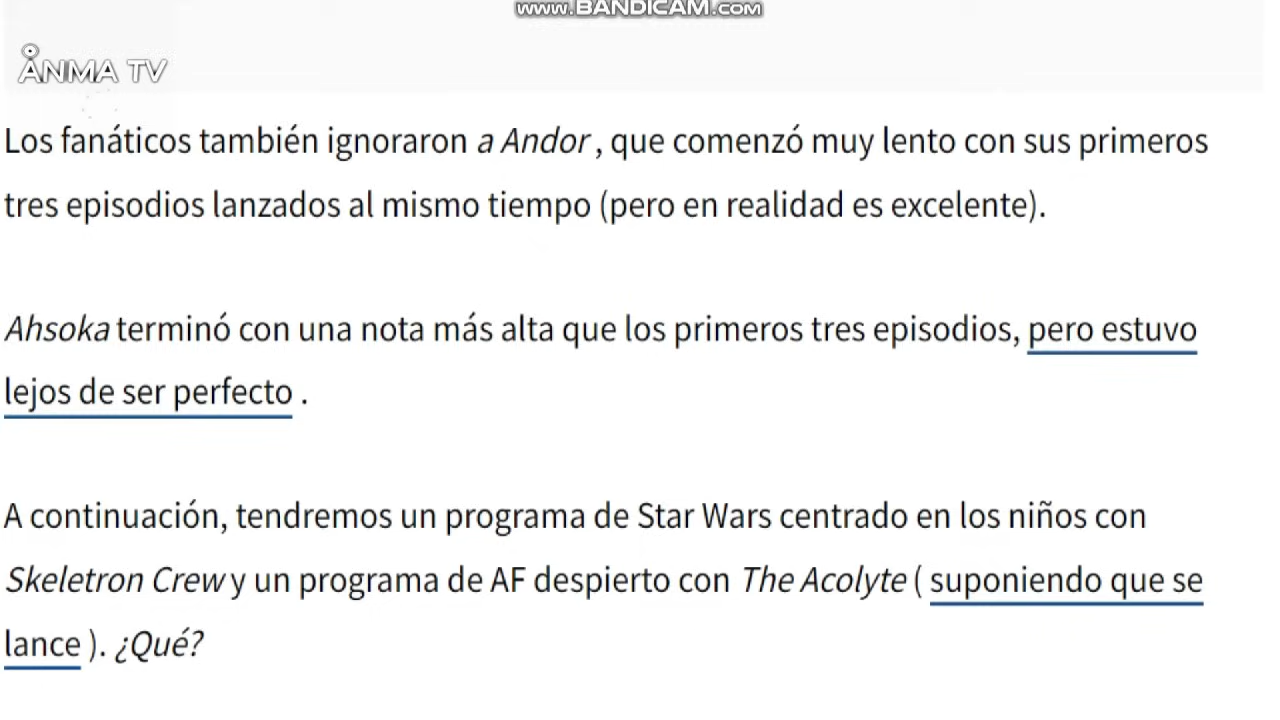 www.BANDICAM.com
ÅNMA TV
Los fanáticos también ignoraron a Andor , que comenzó muy lento con sus primeros
tres episodios lanzados al mismo tiempo (pero en realidad es excelente).
Ahsoka terminó con una nota más alta que los primeros tres episodios, pero estuvo
lejos de ser perfecto .
A continuación, tendremos un programa de Star Wars centrado en los niños con
Skeletron Crew y un programa de AF despierto con The Acolyte ( suponiendo que se
lance ). ¿Qué?